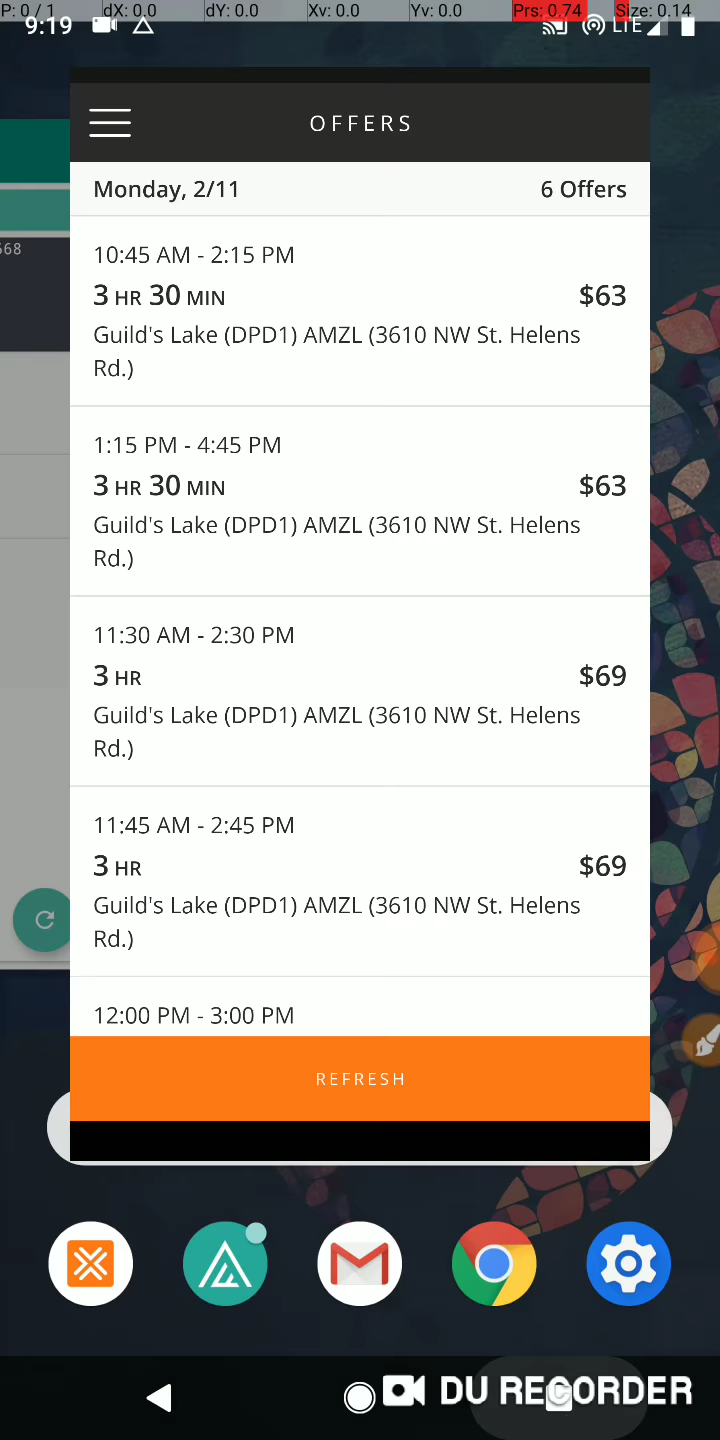 P: 0 / 1 dX: 0.0 dY: 0.0 Xv: 0.0 Yv: 0.0 Prs: 0.74 Size: 0.14
9:19 LTE
OFFERS
Monday, 2/11 6 Offers
568
10:45 AM - 2:15 PM
3 HR 30 MIN $63
Guild's Lake (DPD1) AMZL (3610 NW St. Helens
Rd.)
1:15 PM - 4:45 PM
3 HR 30 MIN $63
Guild's Lake (DPD1) AMZL (3610 NW St. Helens
Rd.)
11:30 AM - 2:30 PM
3 HR $69
Guild's Lake (DPD1) AMZL (3610 NW St. Helens
Rd.)
11:45 AM - 2:45 PM
3 HR $69
Guild's Lake (DPD1) AMZL (3610 NW St. Helens
Rd.)
12:00 PM - 3:00 PM
REFRESH
DU RECORDER